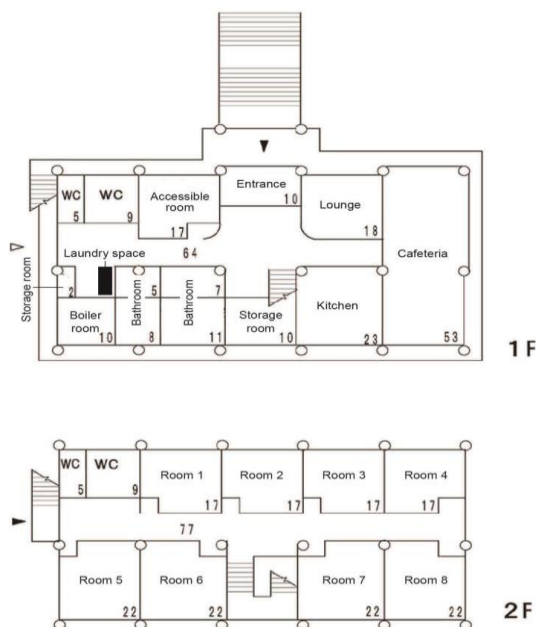 Entrance
10
WC
5
WC
9
Accessible
room
17
Lounge
18
Cafeteria
53
64
Laundry space
Storage room
2
Boiler
room
10
Bathroom
5
8
Bathroom
7
11
Storage
room
10
Kitchen
23
1F
WC
5
WC
9
Room 1
17
Room 2
17
Room 3
17
Room 4
17
77
Room 5
22
Room 6
22
Room 7
22
Room 8
22
2F